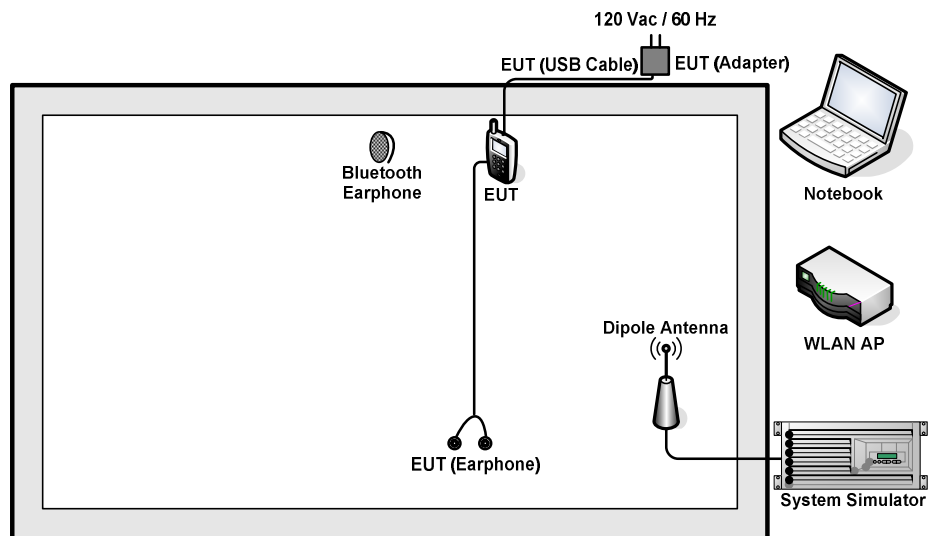 120 Vac / 60 Hz
EUT (USB Cable)
EUT (Adapter)
Bluetooth
Earphone
EUT
Notebook
Dipole Antenna
WLAN AP
EUT (Earphone)
System Simulator